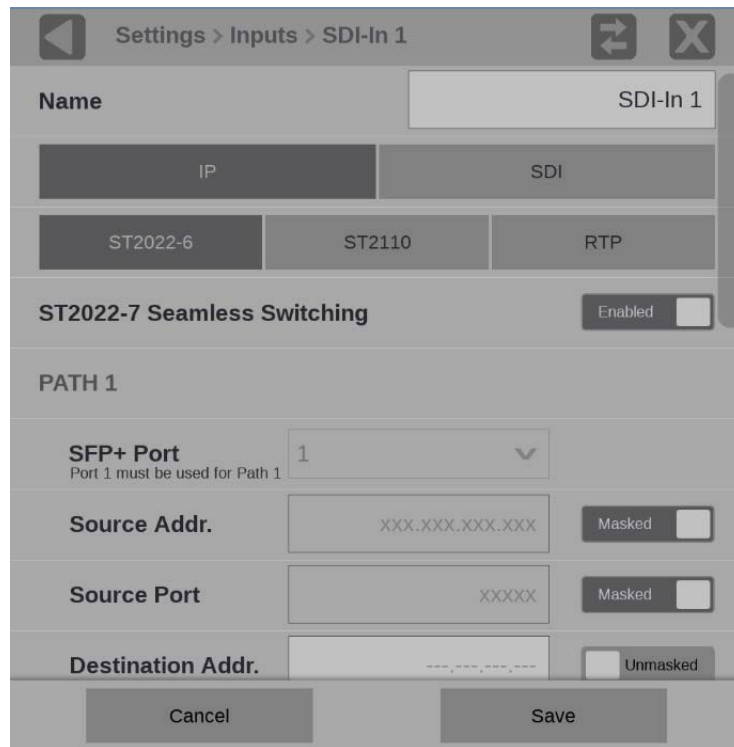 Settings > Inputs > SDI-In 1
Name
SDI-In 1
IP
SDI
ST2022-6
ST2110
RTP
ST2022-7 Seamless Switching
Enabled
PATH 1
SFP+ Port
Port 1 must be used for Path 1
1
Source Addr.
xxx.xxx.xxx.xxx
Masked
Source Port
xxxxx
Masked
Destination Addr.
---.---.---.---
Unmasked
Cancel
Save